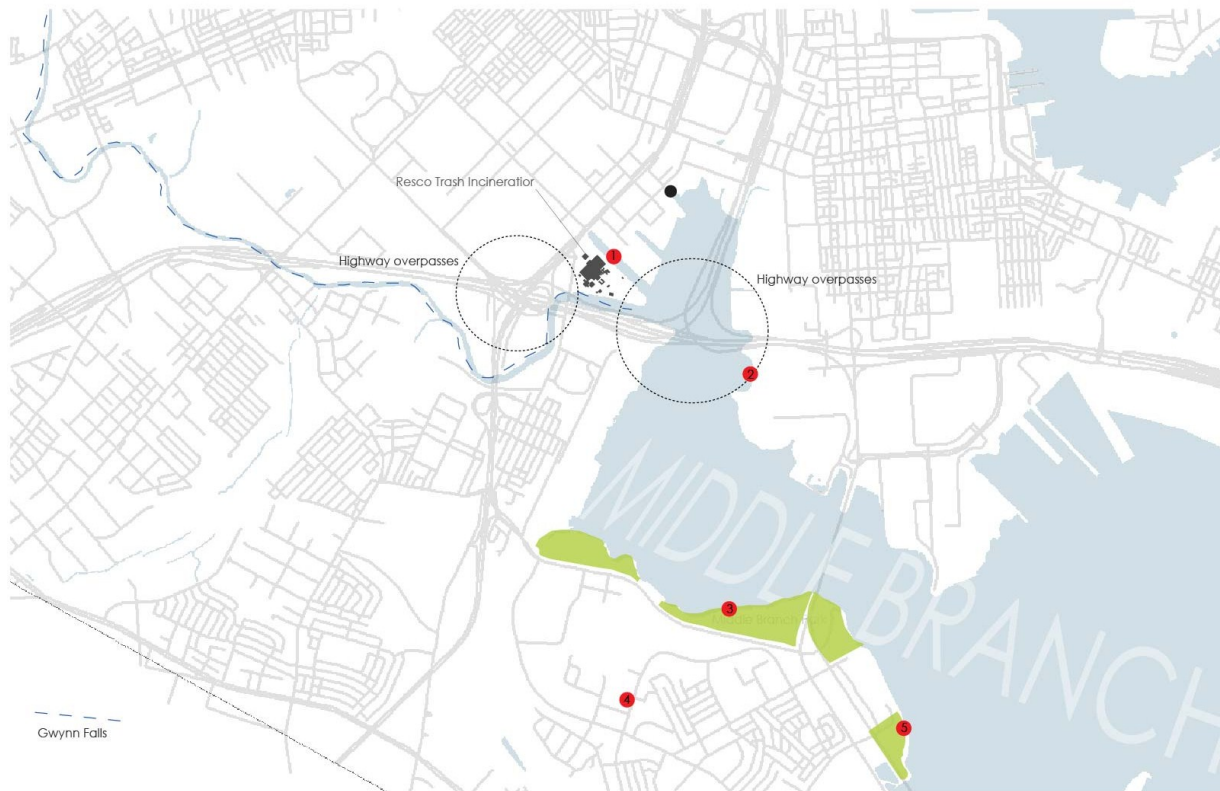 Resco Trash Incineratior
1
Highway overpasses
Highway overpasses
2
MIDDLE BRANCH
3
Middle Branch
4
5
Gwynn Falls